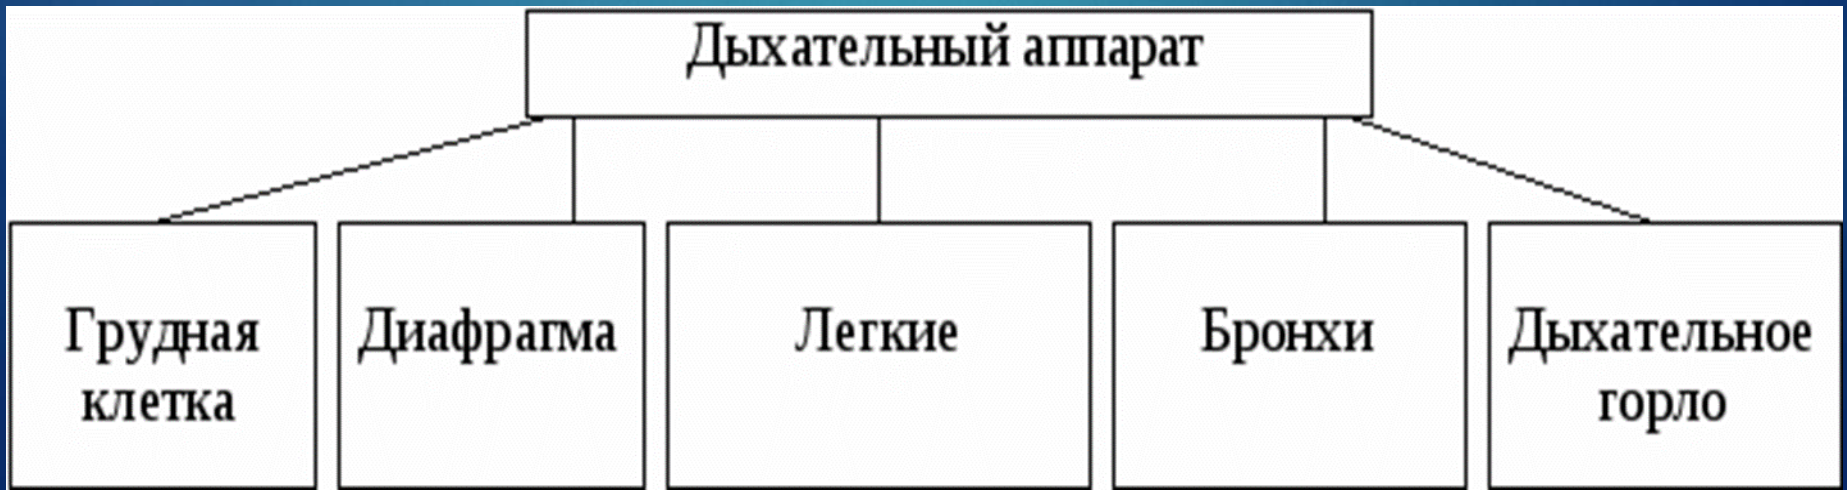 Дыхательный аппарат
Грудная
клетка
Диафрагма
Легкие
Бронхи
Дыхательное
горло